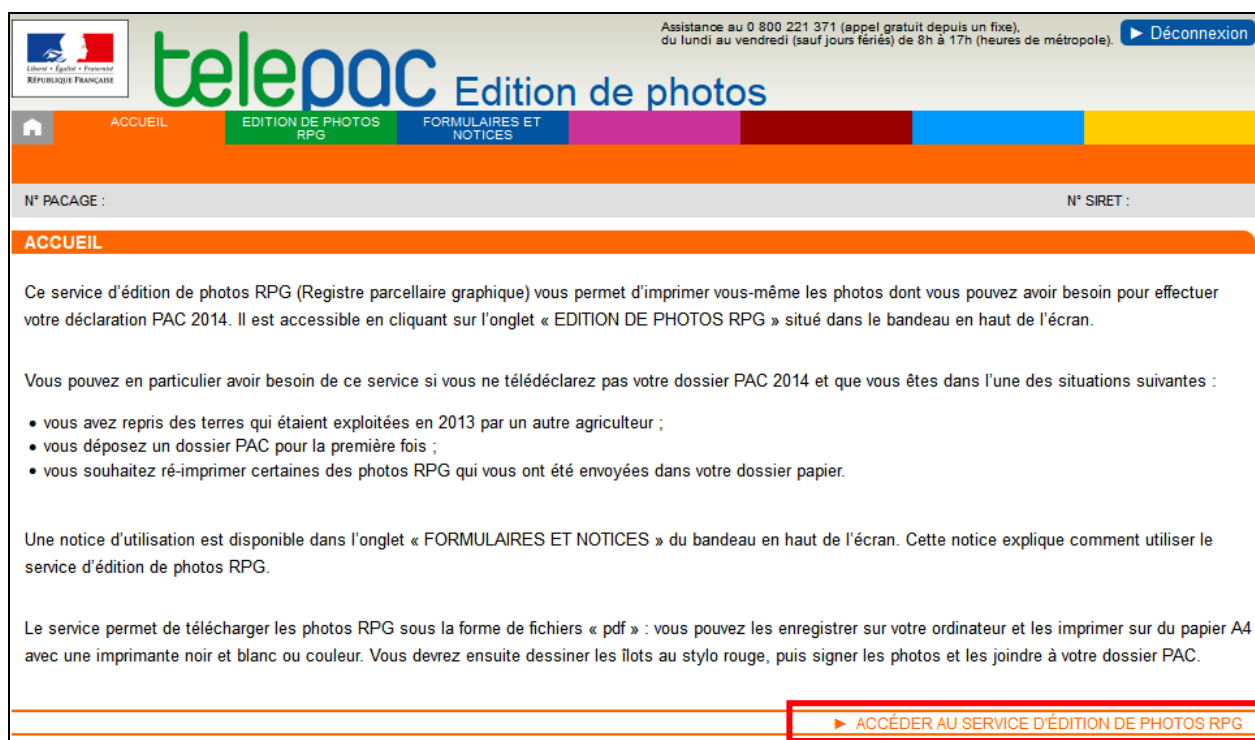 Assistance au 0 800 221 371 (appel gratuit depuis un fixe),
du lundi au vendredi (sauf jours fériés) de 8h à 17h (heures de métropole).
► Déconnexion
Liberté • Égalité • Fraternité
RÉPUBLIQUE FRANÇAISE
telepac Edition de photos
ACCUEIL
EDITION DE PHOTOS
RPG
FORMULAIRES ET
NOTICES
N° PACAGE :
N° SIRET :
ACCUEIL
Ce service d'édition de photos RPG (Registre parcellaire graphique) vous permet d'imprimer vous-même les photos dont vous pouvez avoir besoin pour effectuer
votre déclaration PAC 2014. Il est accessible en cliquant sur l'onglet « EDITION DE PHOTOS RPG » situé dans le bandeau en haut de l'écran.
Vous pouvez en particulier avoir besoin de ce service si vous ne télédéclarez pas votre dossier PAC 2014 et que vous êtes dans l'une des situations suivantes :
• vous avez repris des terres qui étaient exploitées en 2013 par un autre agriculteur ;
• vous déposez un dossier PAC pour la première fois ;
• vous souhaitez ré-imprimer certaines des photos RPG qui vous ont été envoyées dans votre dossier papier.
Une notice d'utilisation est disponible dans l'onglet « FORMULAIRES ET NOTICES » du bandeau en haut de l'écran. Cette notice explique comment utiliser le
service d'édition de photos RPG.
Le service permet de télécharger les photos RPG sous la forme de fichiers « pdf » : vous pouvez les enregistrer sur votre ordinateur et les imprimer sur du papier A4
avec une imprimante noir et blanc ou couleur. Vous devrez ensuite dessiner les îlots au stylo rouge, puis signer les photos et les joindre à votre dossier PAC.
► ACCÉDER AU SERVICE D'ÉDITION DE PHOTOS RPG